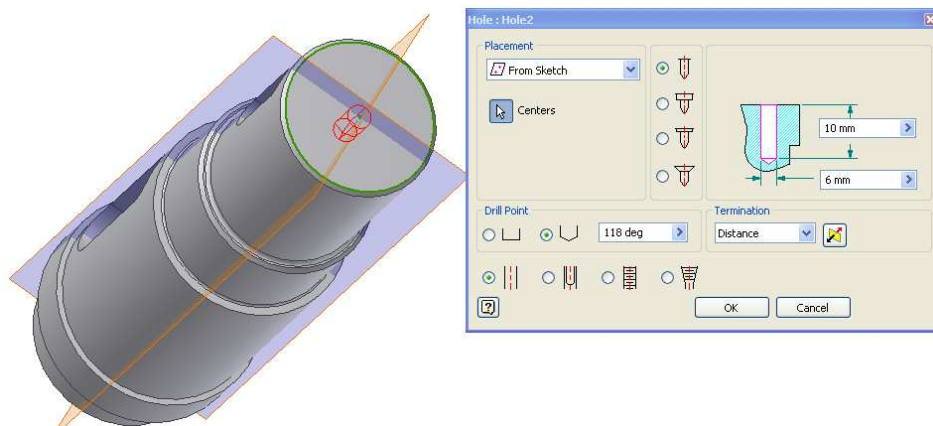 Hole : Hole2
Placement
From Sketch
Centers
10 mm
6 mm
Drill Point
118 deg
Termination
Distance
OK
Cancel